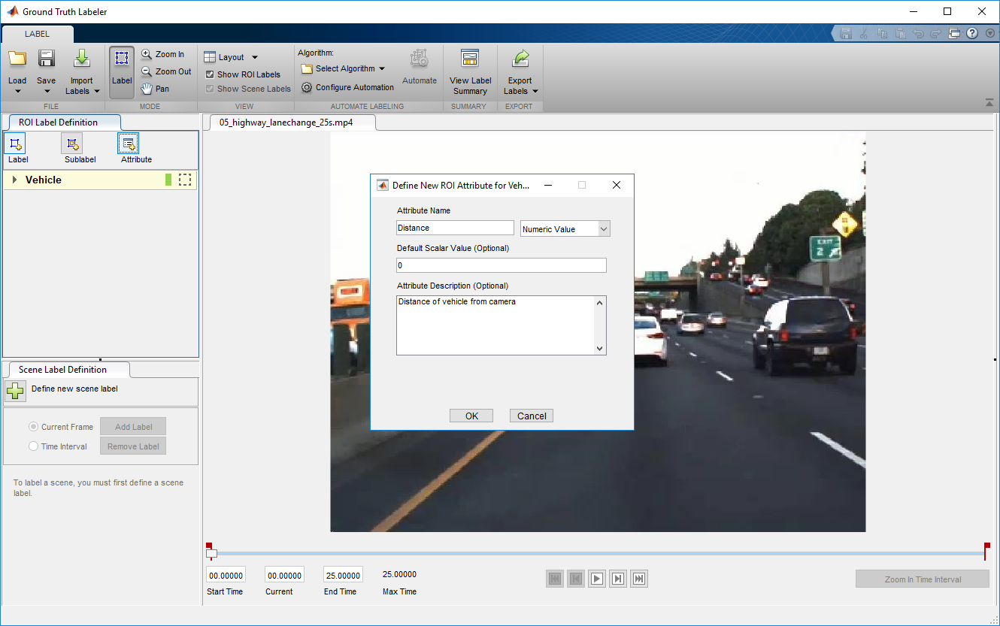 Ground Truth Labeler
LABEL
Load
Save
Import
Labels
FILE
Label
Zoom In
Zoom Out
Pan
MODE
Layout
Show ROI Labels
Show Scene Labels
VIEW
Algorithm:
Select Algorithm
Configure Automation
Automate
AUTOMATE LABELING
View Label
Summary
SUMMARY
Export
Labels
EXPORT
ROI Label Definition
Label
Sublabel
Attribute
Vehicle
Scene Label Definition
Define new scene label
Current Frame
Add Label
Time Interval
Remove Label
To label a scene, you must first define a scene
label.
05_highway_lanechange_25s.mp4
Define New ROI Attribute for Veh...
Attribute Name
Distance
Numeric Value
Default Scalar Value (Optional)
0
Attribute Description (Optional)
Distance of vehicle from camera
OK
Cancel
EXIT
2
00.00000
00.00000
25.00000
25.00000
Start Time
Current
End Time
Max Time
Zoom In Time Interval